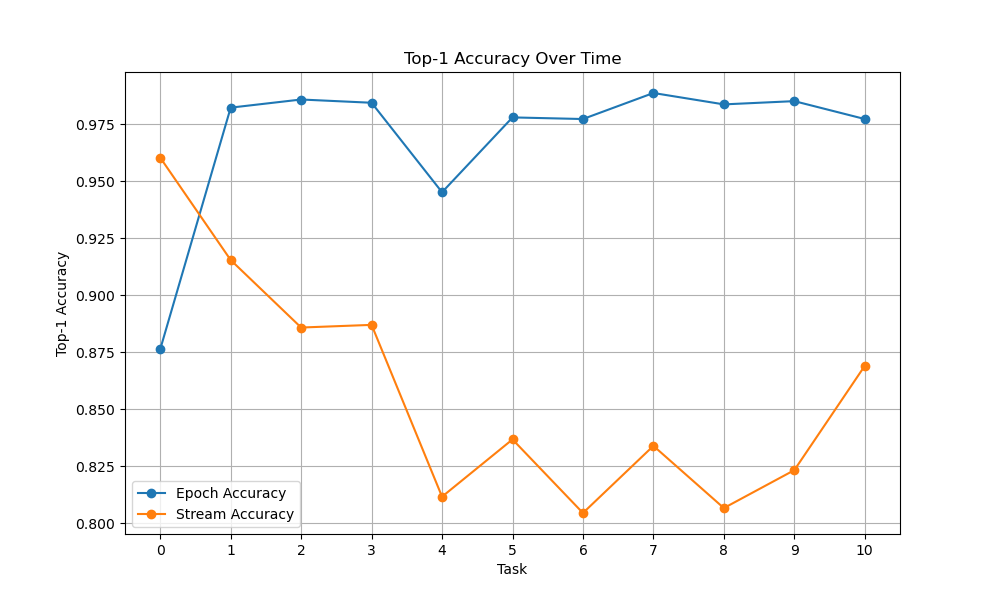 Top-1 Accuracy Over Time
Top-1 Accuracy
0.975
0.950
0.925
0.900
0.875
0.850
0.825
0.800
Epoch Accuracy
Stream Accuracy
0 1 2 3 4 5 6 7 8 9 10
Task